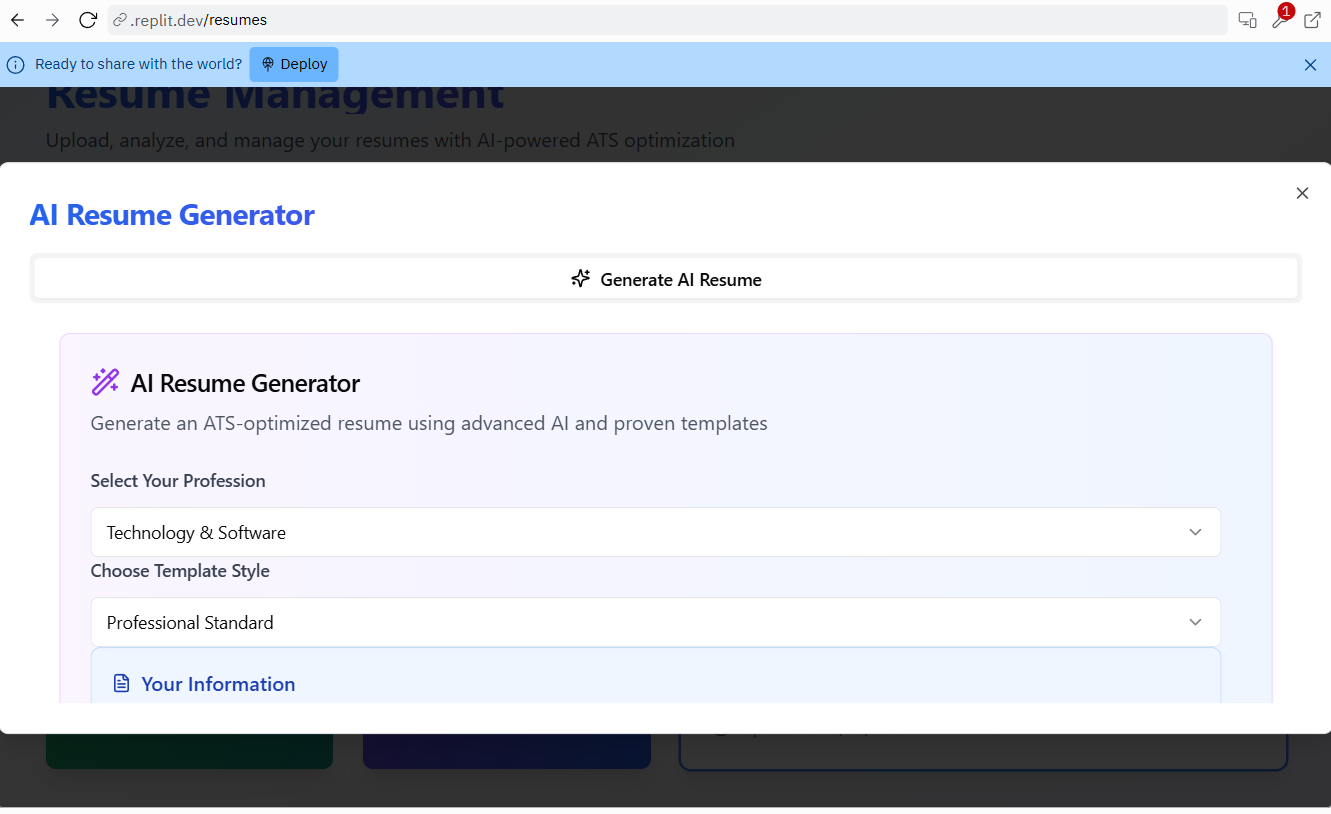 .replit.dev/resumes
1
Ready to share with the world? Deploy
Resume Management
Upload, analyze, and manage your resumes with AI-powered ATS optimization
AI Resume Generator
Generate AI Resume
AI Resume Generator
Generate an ATS-optimized resume using advanced AI and proven templates
Select Your Profession
Technology & Software
Choose Template Style
Professional Standard
Your Information